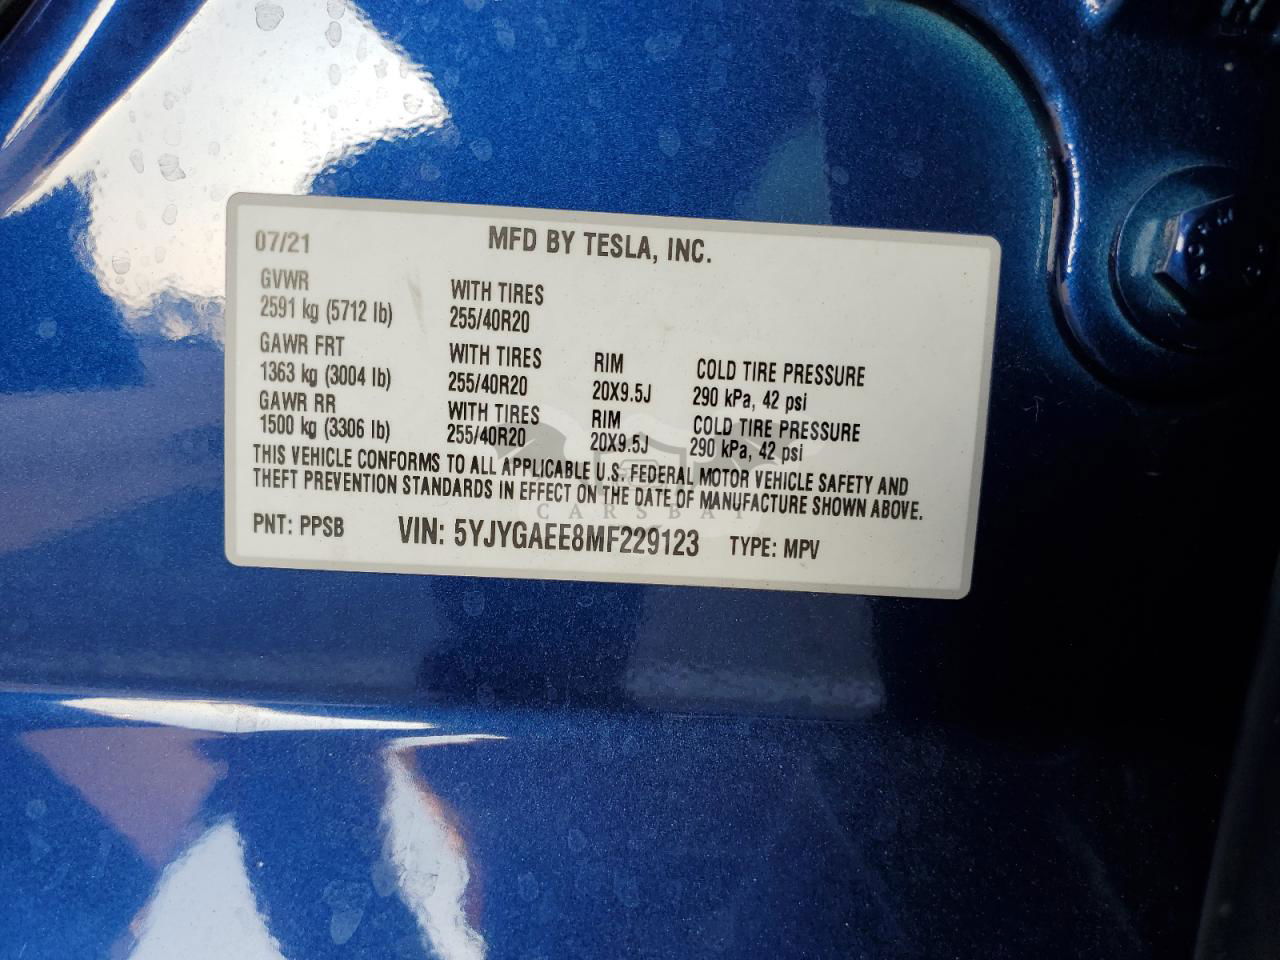 07/21 MFD BY TESLA, INC.
GVWR WITH TIRES
2591 kg (5712 lb) 255/40R20
GAWR FRT WITH TIRES RIM COLD TIRE PRESSURE
1363 kg (3004 lb) 255/40R20 20X9.5J 290 kPa, 42 psi
GAWR RR WITH TIRES RIM COLD TIRE PRESSURE
1500 kg (3306 lb) 255/40R20 20X9.5J 290 kPa, 42 psi
THIS VEHICLE CONFORMS TO ALL APPLICABLE U.S. FEDERAL MOTOR VEHICLE SAFETY AND
THEFT PREVENTION STANDARDS IN EFFECT ON THE DATE OF MANUFACTURE SHOWN ABOVE.
CARSBAT
PNT: PPSB VIN: 5YJYGAEE8MF229123 TYPE: MPV